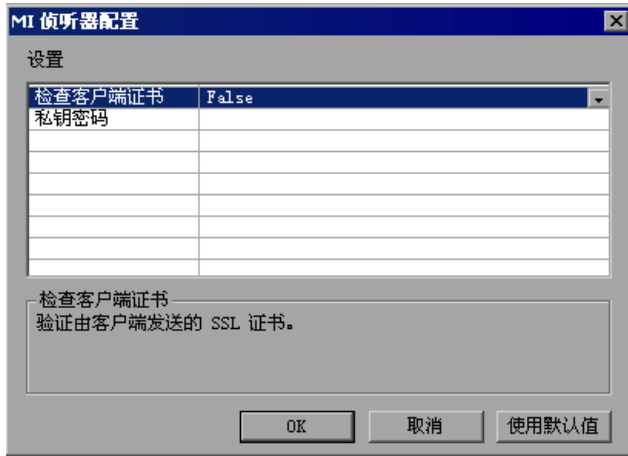 MI 侦听器配置
设置
检查客户端证书 False
私钥密码
检查客户端证书
验证由客户端发送的 SSL 证书。
OK 取消 使用默认值